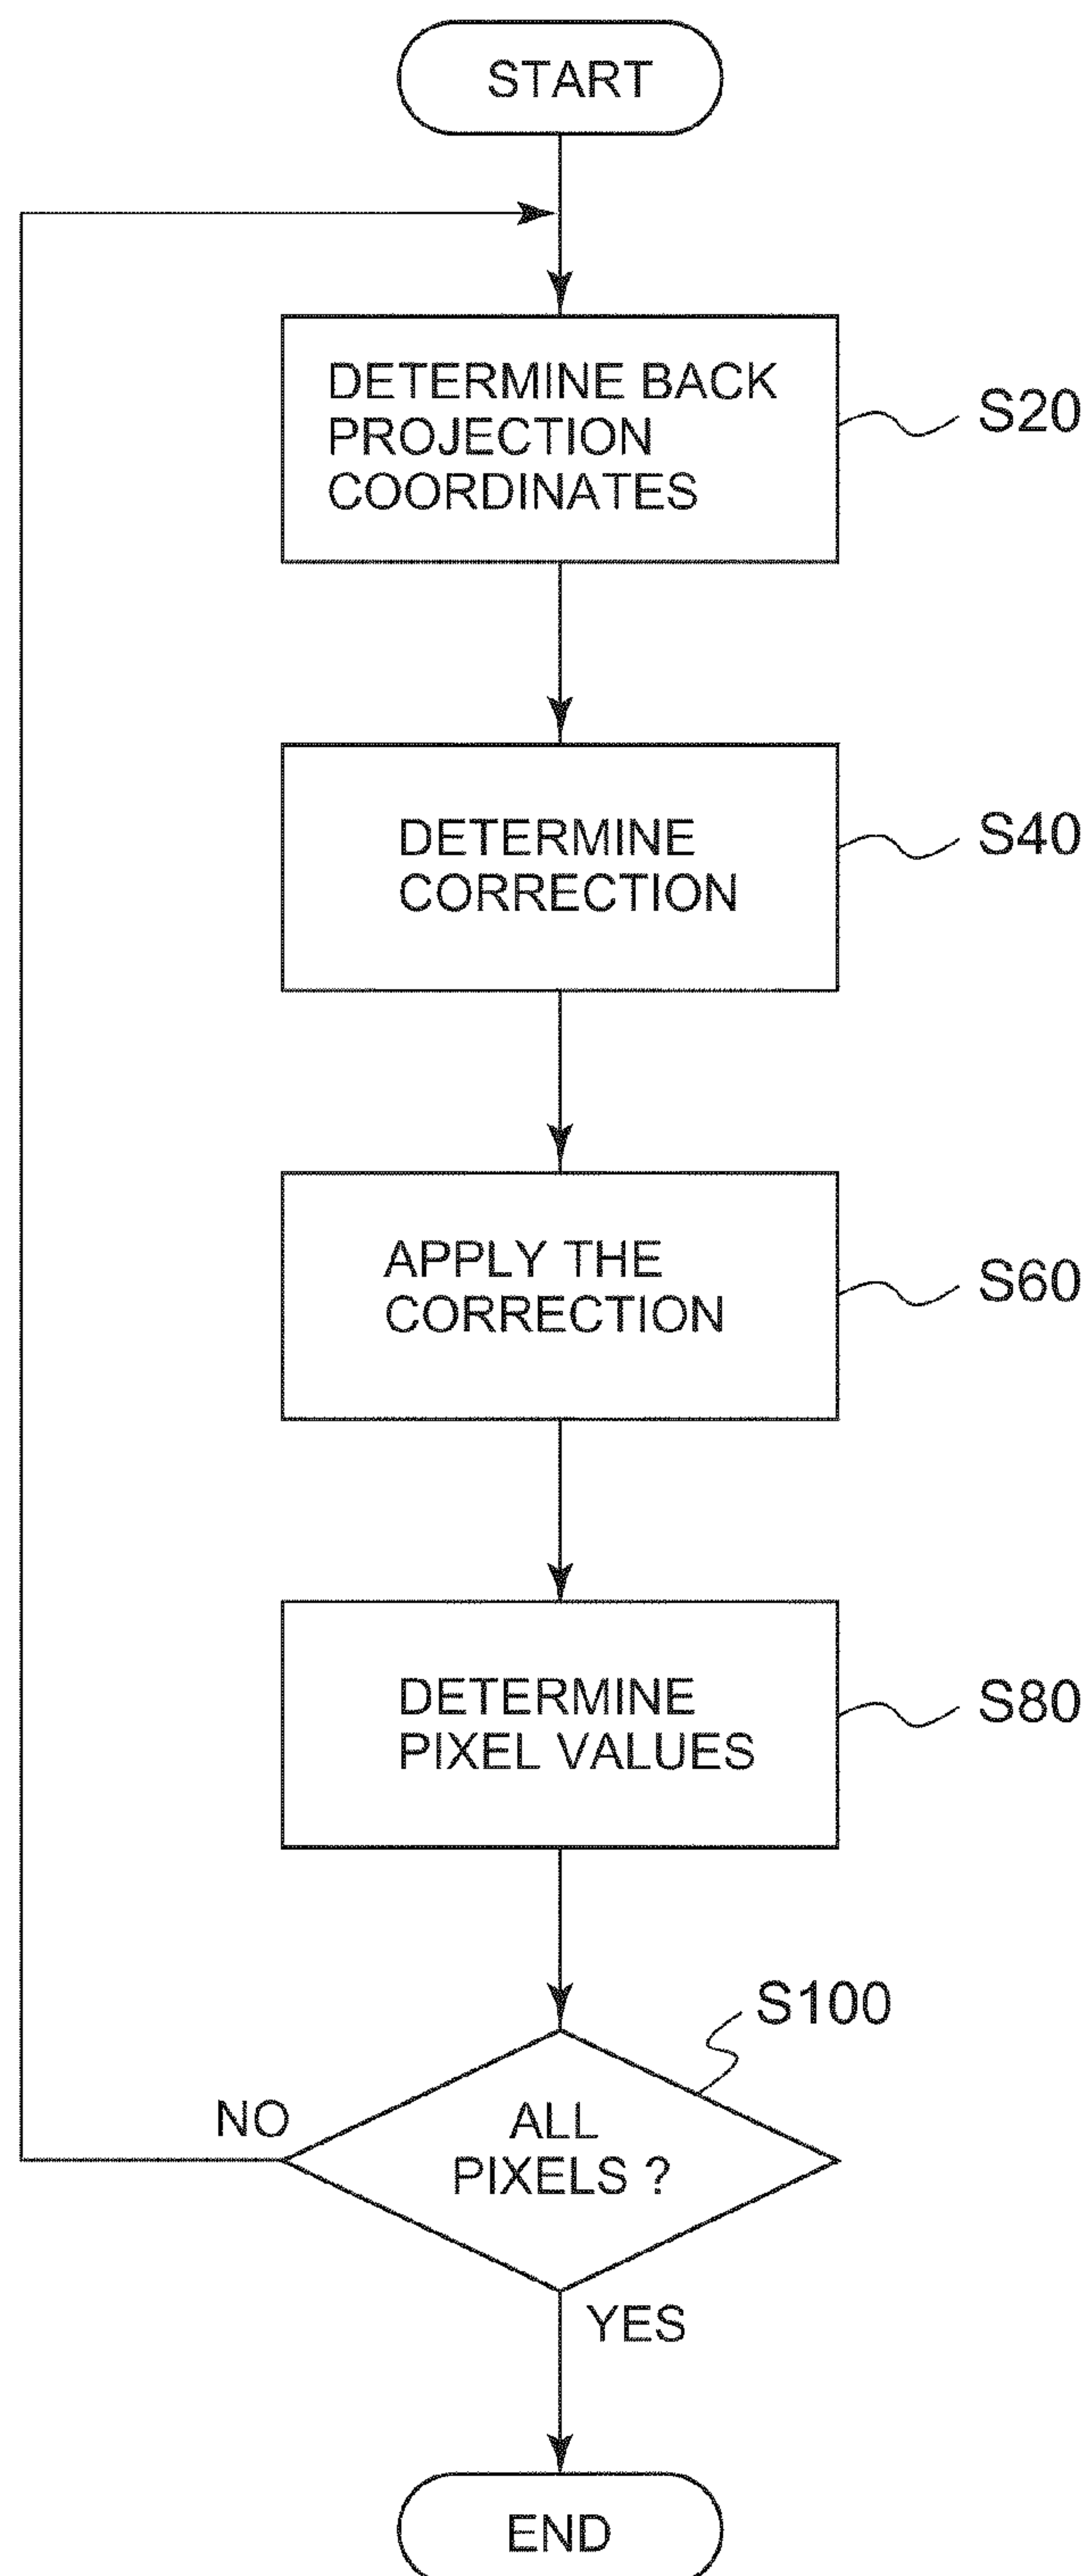 START
DETERMINE BACK
PROJECTION
COORDINATES
S20
DETERMINE
CORRECTION
S40
APPLY THE
CORRECTION
S60
DETERMINE
PIXEL VALUES
S80
S100
NO
ALL
PIXELS ?
YES
END